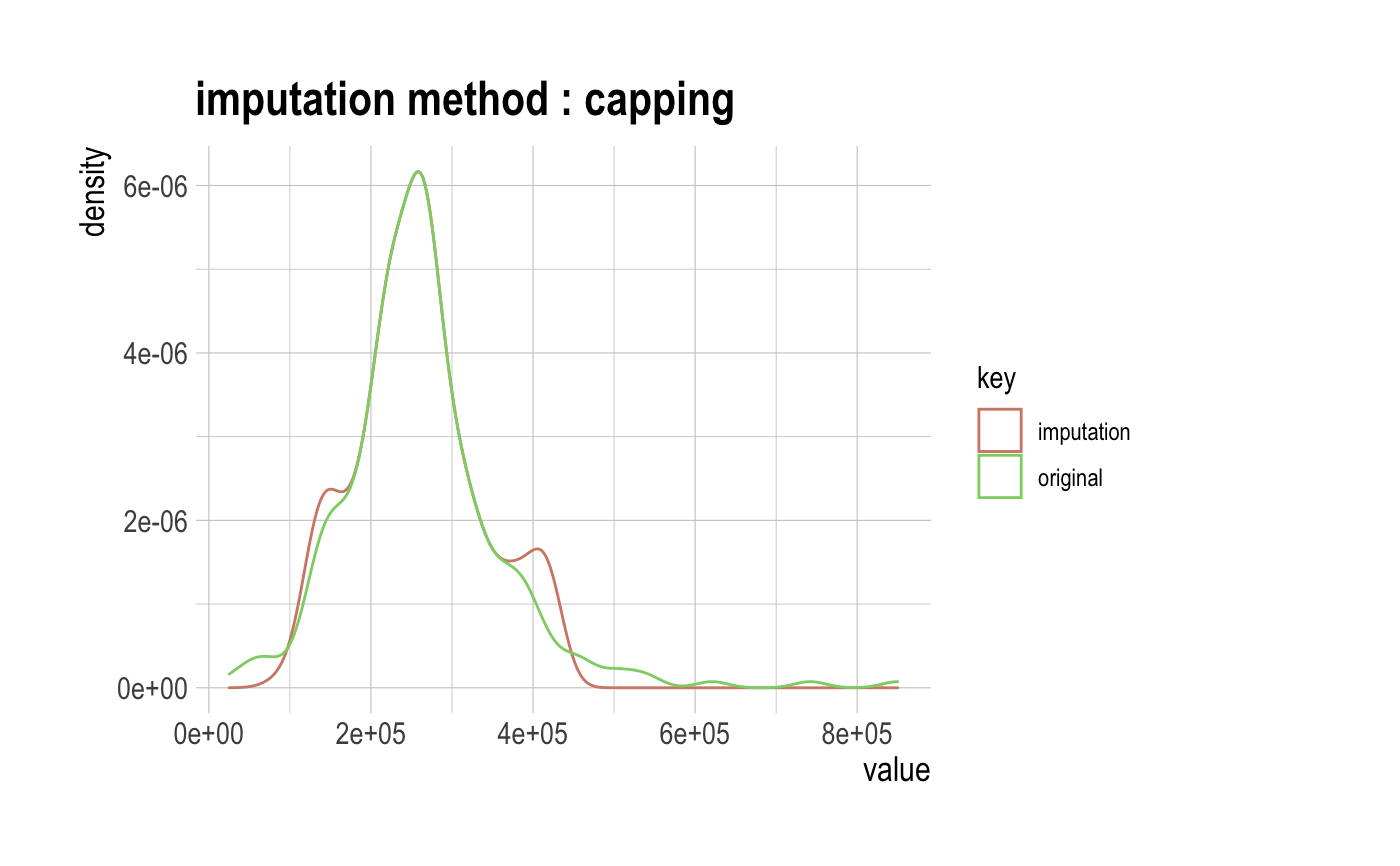 imputation method : capping
density
6e-06
4e-06
2e-06
0e+00
0e+00 2e+05 4e+05 6e+05 8e+05
value
key
imputation
original